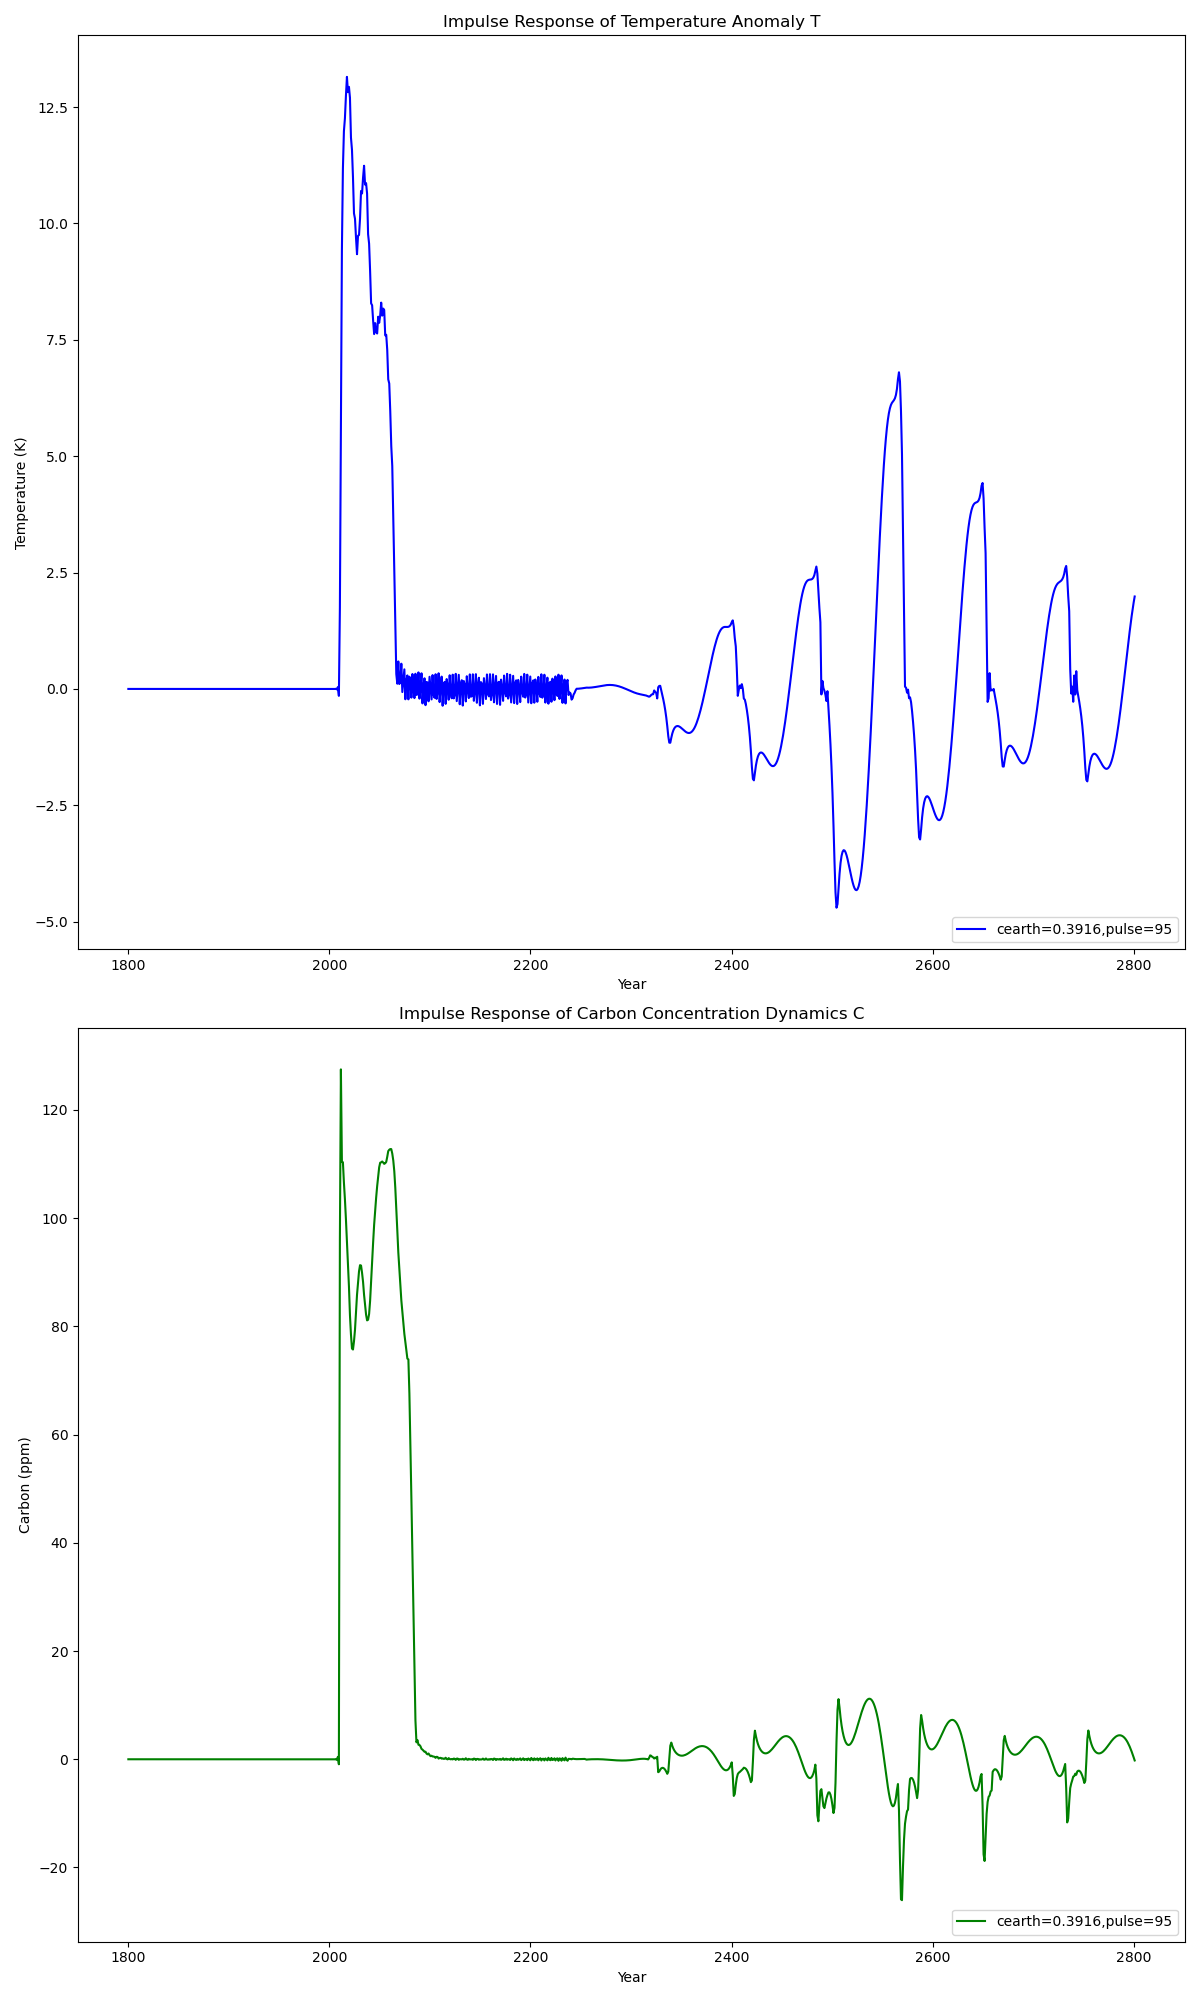 Impulse Response of Temperature Anomaly T
12.5
10.0
7.5
5.0
2.5
0.0
−2.5
−5.0
Temperature (K)
cearth=0.3916,pulse=95
1800 2000 2200 2400 2600 2800
Year
Impulse Response of Carbon Concentration Dynamics C
120
100
80
60
40
20
0
−20
Carbon (ppm)
cearth=0.3916,pulse=95
1800 2000 2200 2400 2600 2800
Year